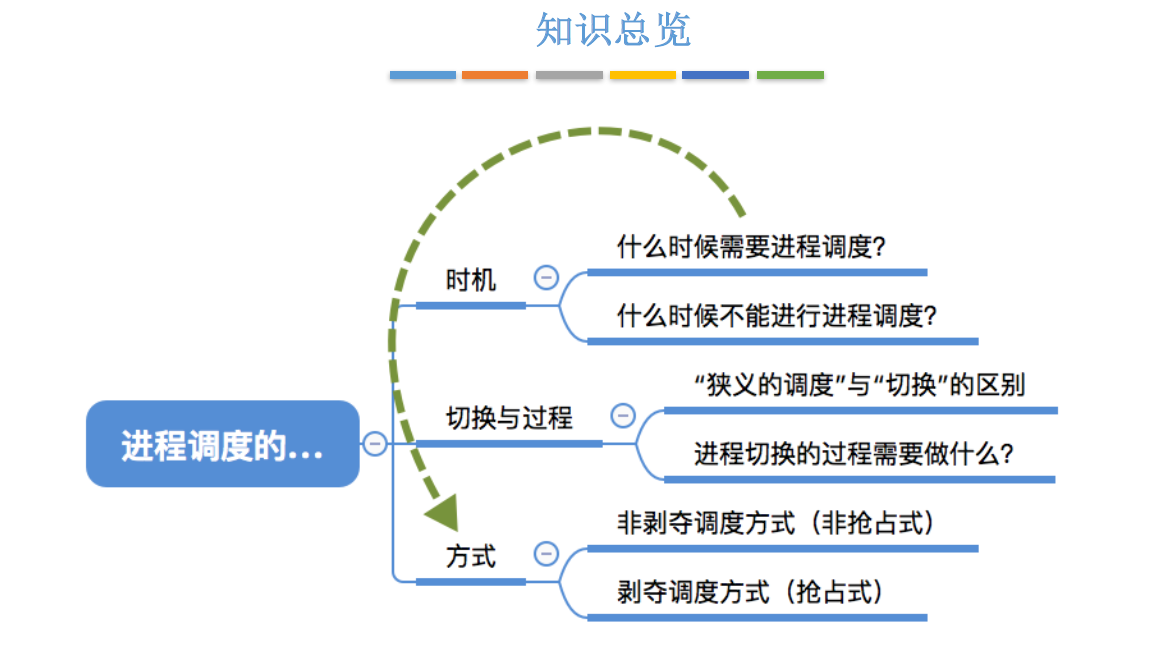 知识总览
进程调度的...
时机
什么时候需要进程调度?
什么时候不能进行进程调度?
切换与过程
“狭义的调度”与“切换”的区别
进程切换的过程需要做什么?
方式
非剥夺调度方式（非抢占式）
剥夺调度方式（抢占式）